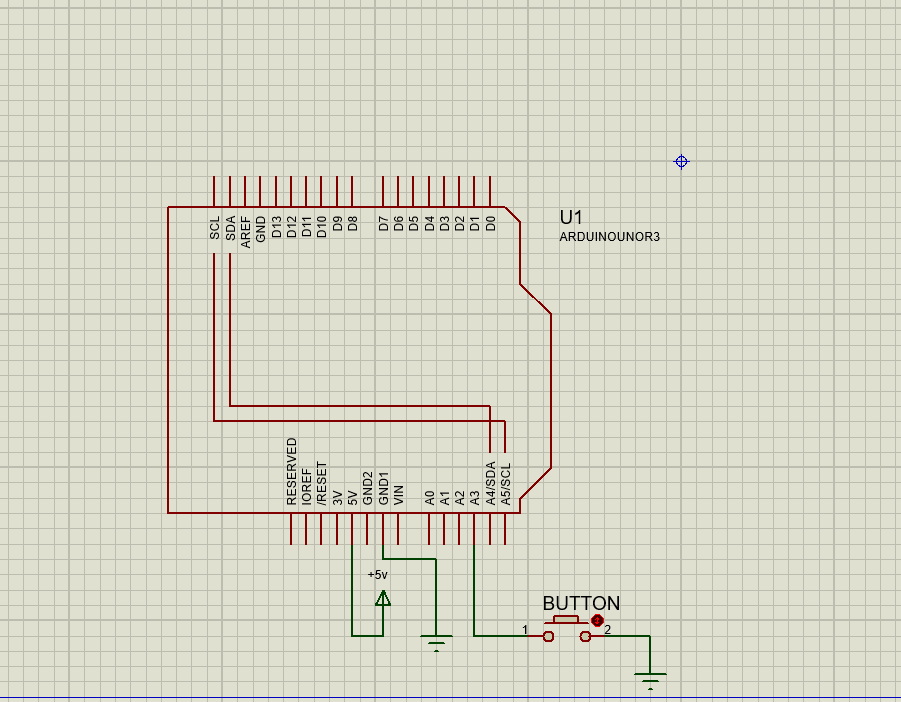 SCL
SDA
AREF
GND
D13
D12
D11
D10
D9
D8
D7
D6
D5
D4
D3
D2
D1
D0
U1
ARDUINOUNOR3
RESERVED
IOREF
/RESET
3V
5V
GND2
GND1
VIN
A0
A1
A2
A3
A4/SDA
A5/SCL
+5v
BUTTON
1
2